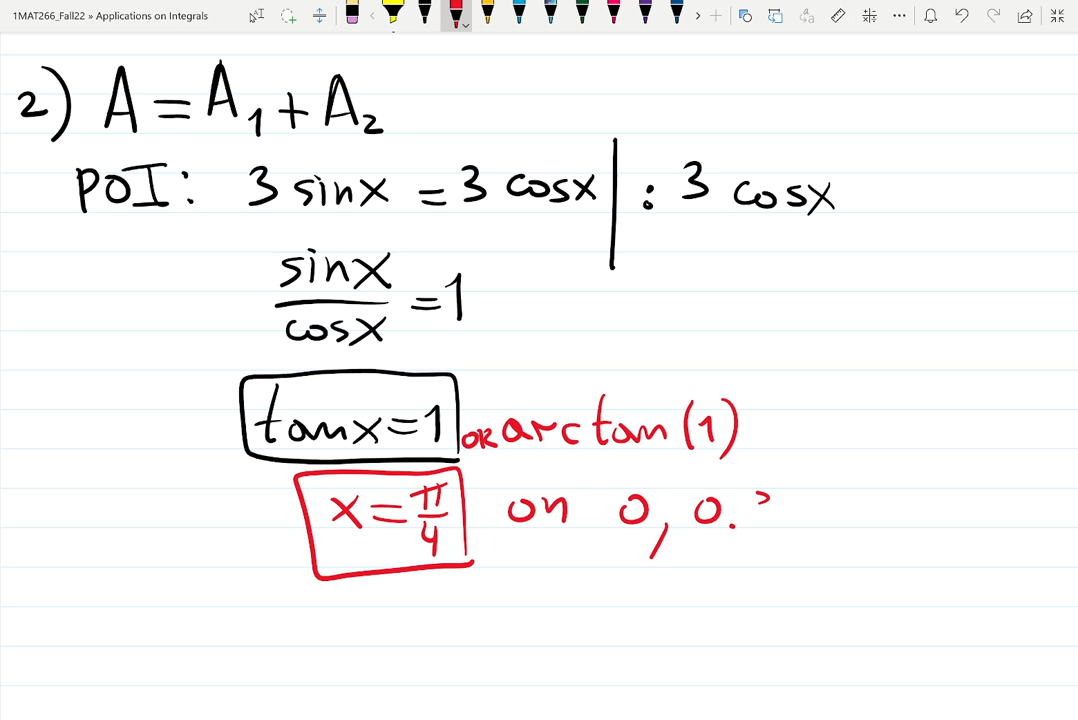 1MAT266_Fall22 » Applications on Integrals
2) A = A₁ + A₂
POI: 3 sinx = 3 cosx | : 3 cosx
sinx/cosx = 1
tanx = 1 or arctan (1)
x = π/4 on 0, 0.